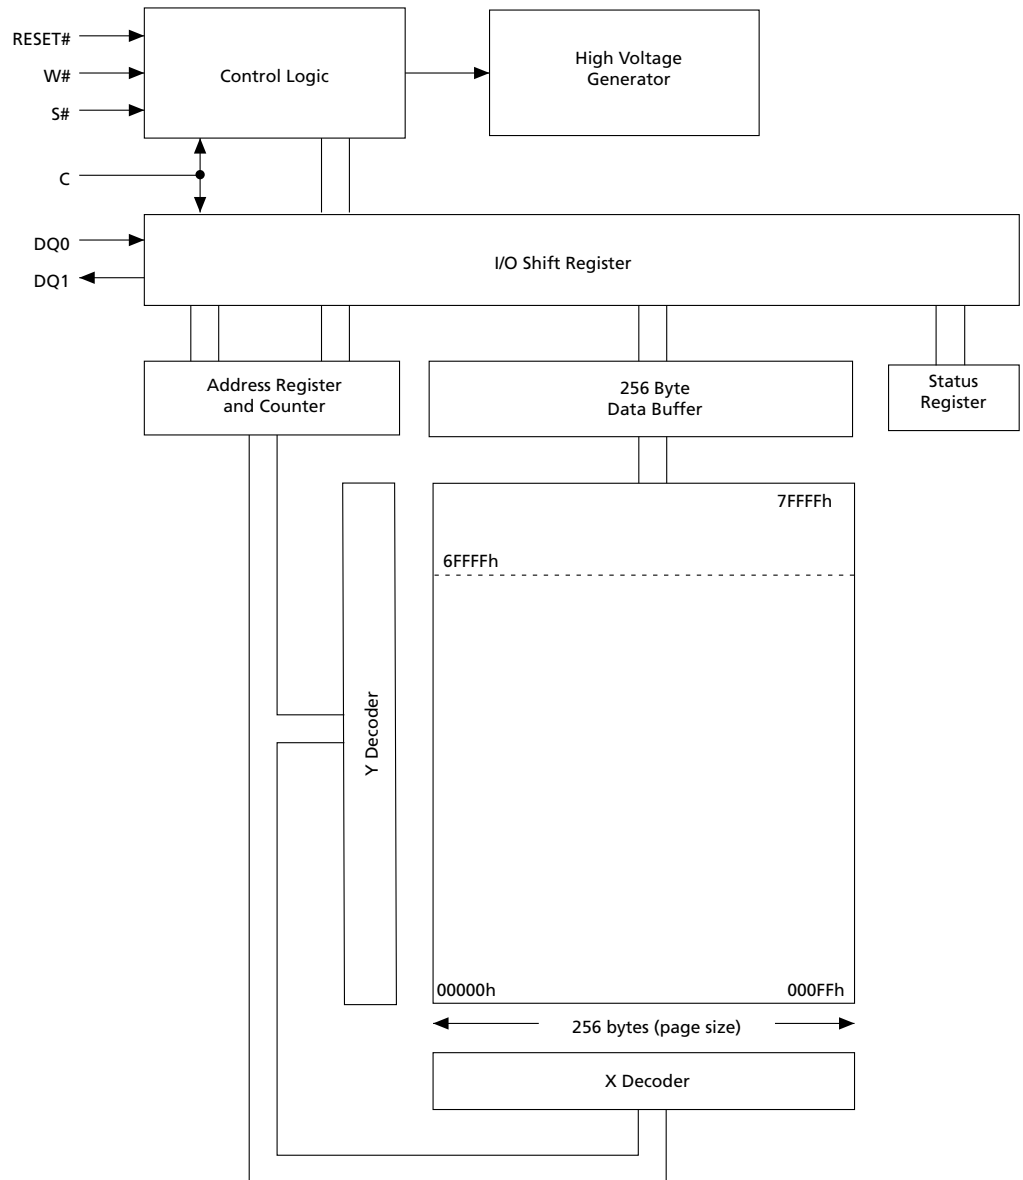 RESET#
W#
S#
C
DQ0
DQ1
Control Logic
High Voltage
Generator
I/O Shift Register
Address Register
and Counter
256 Byte
Data Buffer
Status
Register
7FFFFh
6FFFFh
Y Decoder
00000h
000FFh
256 bytes (page size)
X Decoder